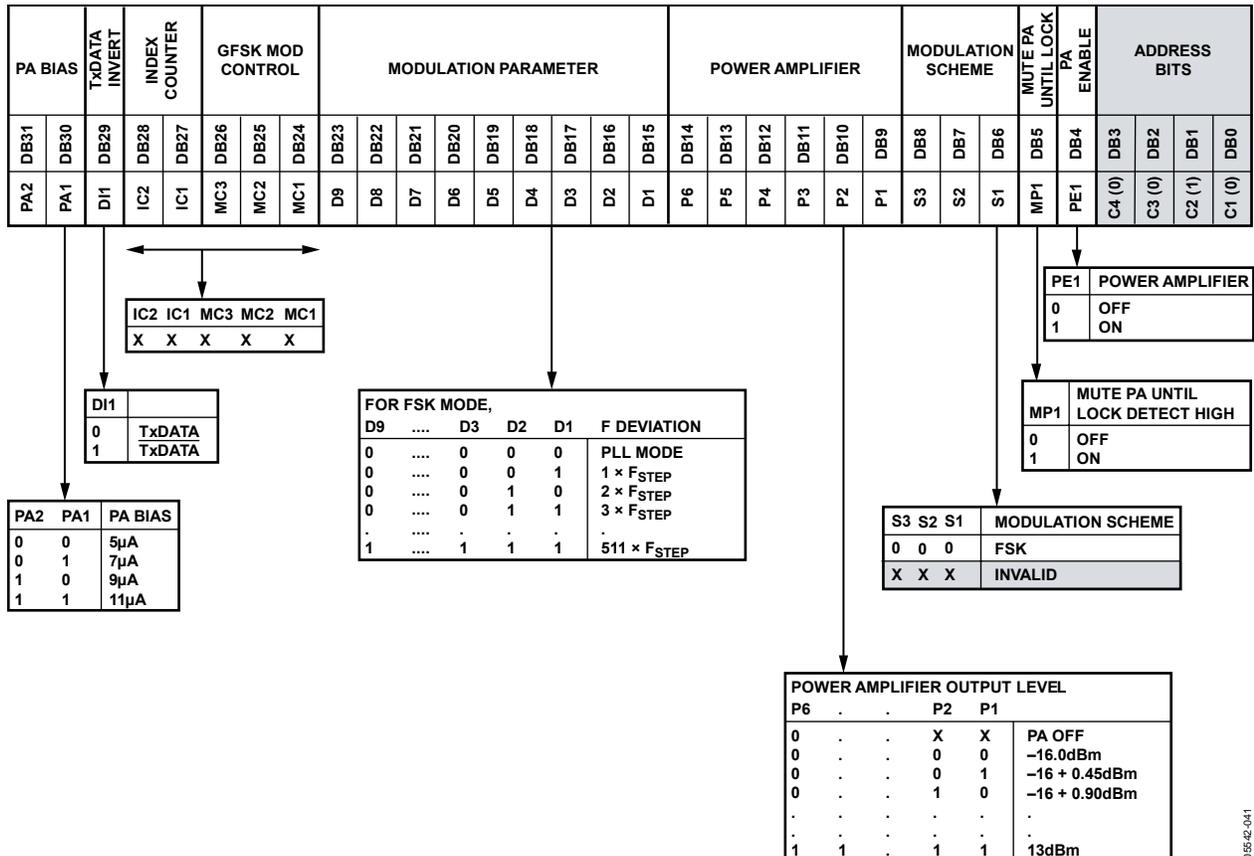 PA BIAS
TxDATA
INVERT
INDEX
COUNTER
GFSK MOD
CONTROL
MODULATION PARAMETER
POWER AMPLIFIER
MODULATION
SCHEME
MUTE PA
UNTIL LOCK
PA
ENABLE
ADDRESS
BITS
DB31 DB30 DB29 DB28 DB27 DB26 DB25 DB24 DB23 DB22 DB21 DB20 DB19 DB18 DB17 DB16 DB15 DB14 DB13 DB12 DB11 DB10 DB9 DB8 DB7 DB6 DB5 DB4 DB3 DB2 DB1 DB0
PA2 PA1 DI1 IC2 IC1 MC3 MC2 MC1 D9 D8 D7 D6 D5 D4 D3 D2 D1 P6 P5 P4 P3 P2 P1 S3 S2 S1 MP1 PE1 C4 (0) C3 (0) C2 (1) C1 (0)
PE1 POWER AMPLIFIER
0 OFF
1 ON
IC2 IC1 MC3 MC2 MC1
X X X X X
MUTE PA UNTIL
MP1 LOCK DETECT HIGH
0 OFF
1 ON
DI1
0 TxDATA
1 TxDATA
FOR FSK MODE,
D9 .... D3 D2 D1 F DEVIATION
0 .... 0 0 0 PLL MODE
0 .... 0 0 1 1 × FSTEP
0 .... 0 1 0 2 × FSTEP
0 .... 0 1 1 3 × FSTEP
. .... . . . .
1 .... 1 1 1 511 × FSTEP
PA2 PA1 PA BIAS
0 0 5µA
0 1 7µA
1 0 9µA
1 1 11µA
S3 S2 S1 MODULATION SCHEME
0 0 0 FSK
X X X INVALID
POWER AMPLIFIER OUTPUT LEVEL
P6 . . P2 P1
0 . . X X PA OFF
0 . . 0 0 –16.0dBm
0 . . 0 1 –16 + 0.45dBm
0 . . 1 0 –16 + 0.90dBm
. . . . . .
. . . . . .
1 1 . 1 1 13dBm